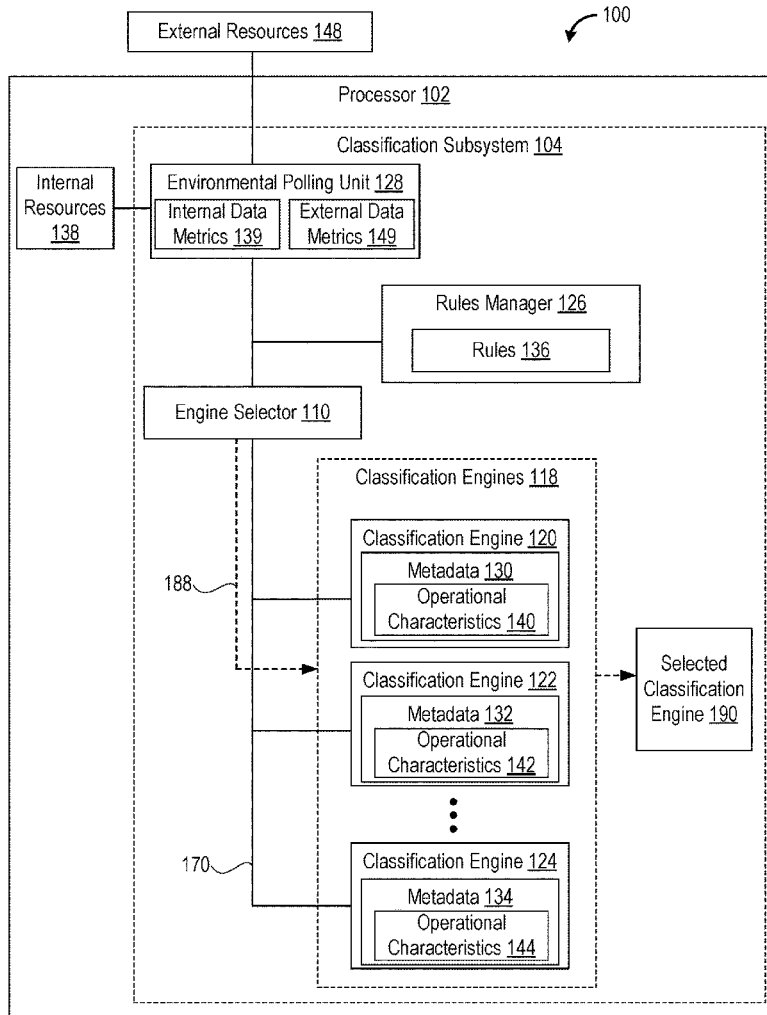 External Resources 148
100
Processor 102
Classification Subsystem 104
Internal
Resources
138
Environmental Polling Unit 128
Internal Data
Metrics 139
External Data
Metrics 149
Rules Manager 126
Rules 136
Engine Selector 110
Classification Engines 118
188
Classification Engine 120
Metadata 130
Operational
Characteristics 140
Classification Engine 122
Metadata 132
Operational
Characteristics 142
Selected
Classification
Engine 190
170
Classification Engine 124
Metadata 134
Operational
Characteristics 144